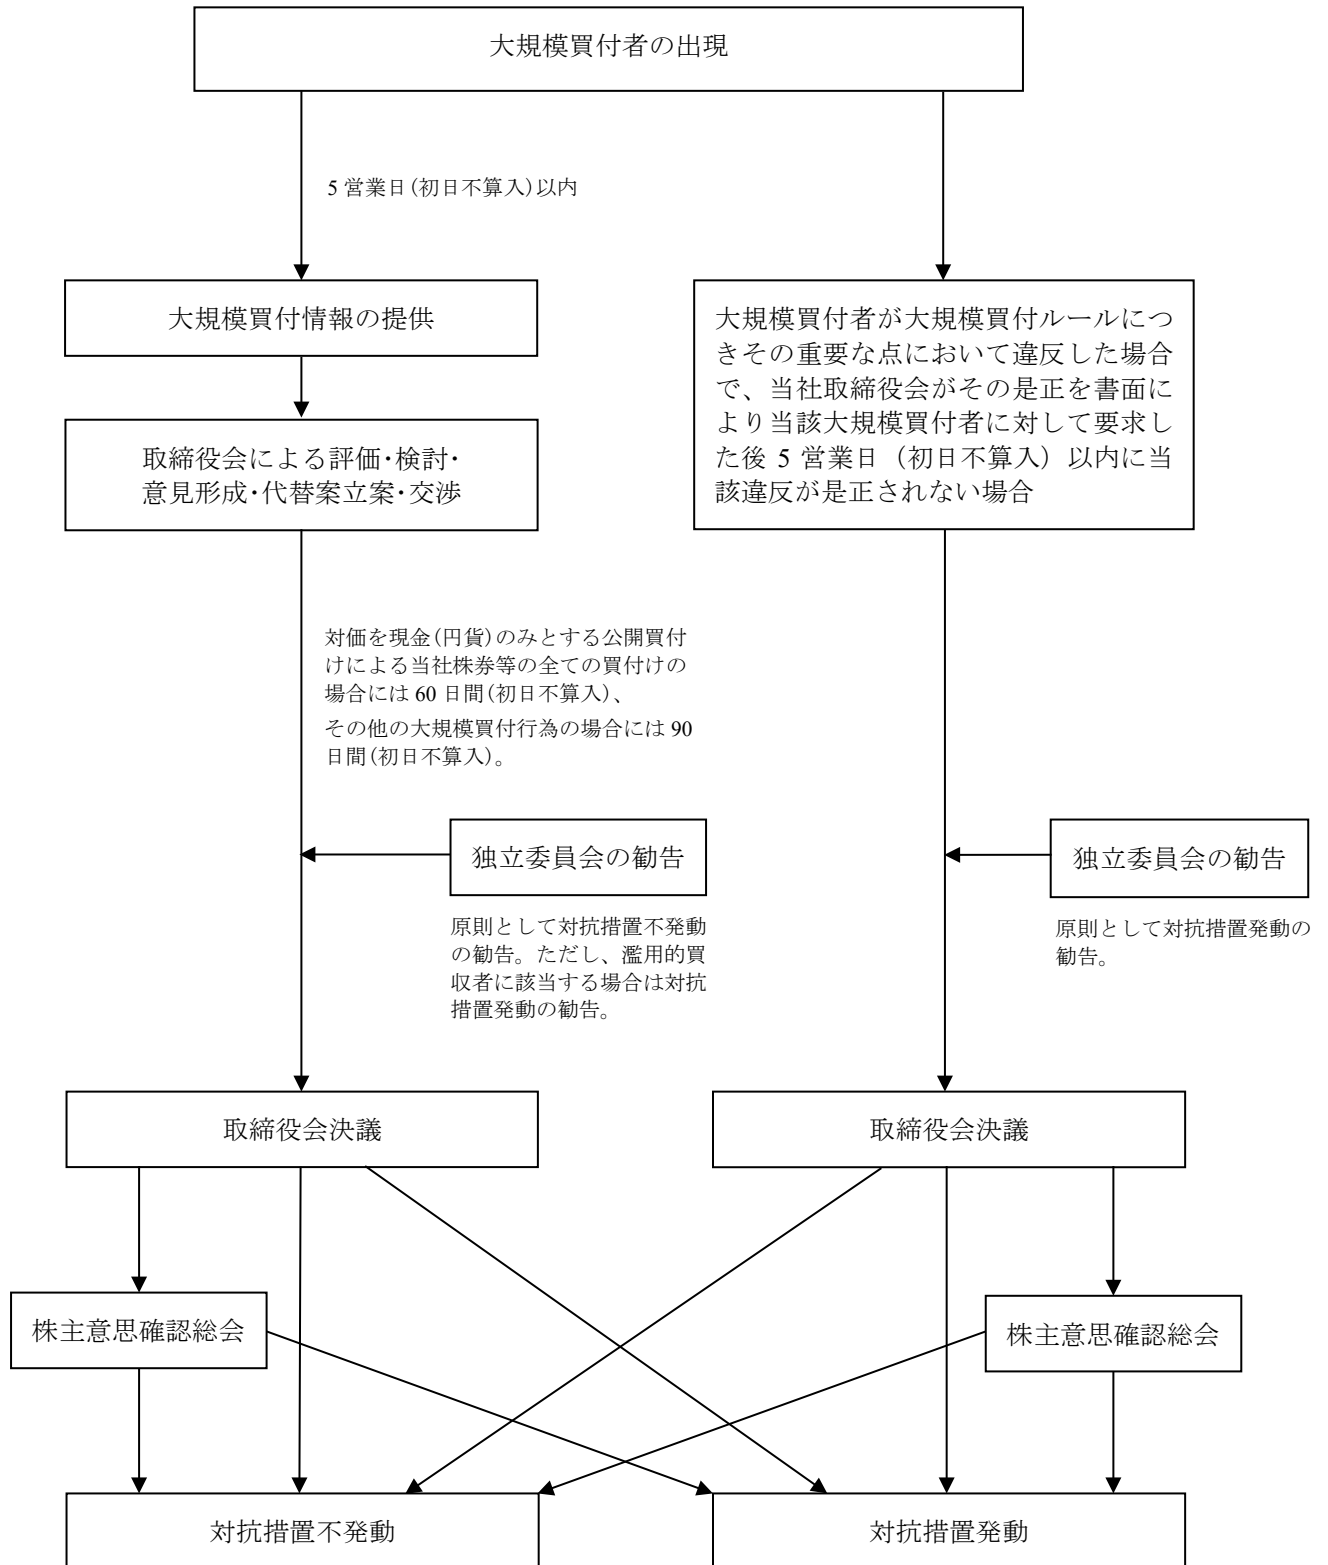 大規模買付者の出現
5 営業日(初日不算入)以内
大規模買付情報の提供
大規模買付者が大規模買付ルールにつ
きその重要な点において違反した場合
で、当社取締役会がその是正を書面に
より当該大規模買付者に対して要求し
た後 5 営業日（初日不算入）以内に当
該違反が是正されない場合
取締役会による評価・検討・
意見形成・代替案立案・交渉
対価を現金(円貨)のみとする公開買付
けによる当社株券等の全ての買付けの
場合には 60 日間(初日不算入)、
その他の大規模買付行為の場合には 90
日間(初日不算入)。
独立委員会の勧告
原則として対抗措置不発動
の勧告。ただし、濫用的買
収者に該当する場合は対抗
措置発動の勧告。
独立委員会の勧告
原則として対抗措置発動の
勧告。
取締役会決議
取締役会決議
株主意思確認総会
株主意思確認総会
対抗措置不発動
対抗措置発動